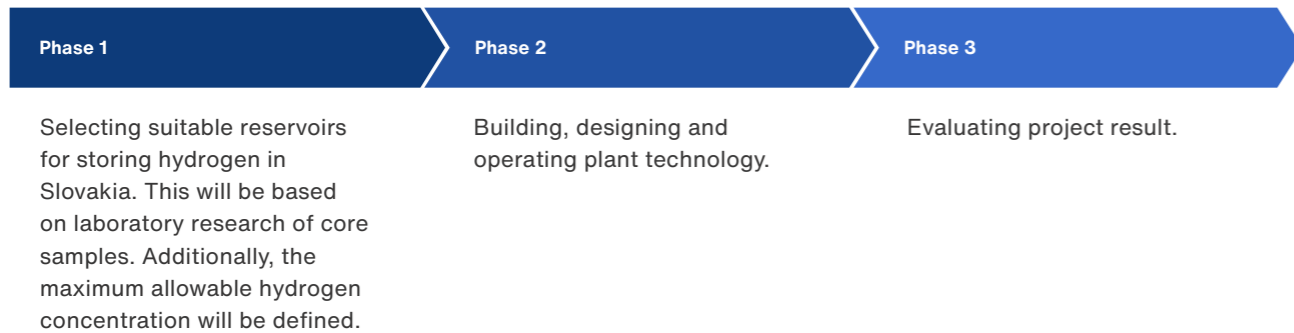 Phase 1
Phase 2
Phase 3
Selecting suitable reservoirs
for storing hydrogen in
Slovakia. This will be based
on laboratory research of core
samples. Additionally, the
maximum allowable hydrogen
concentration will be defined.
Building, designing and
operating plant technology.
Evaluating project result.